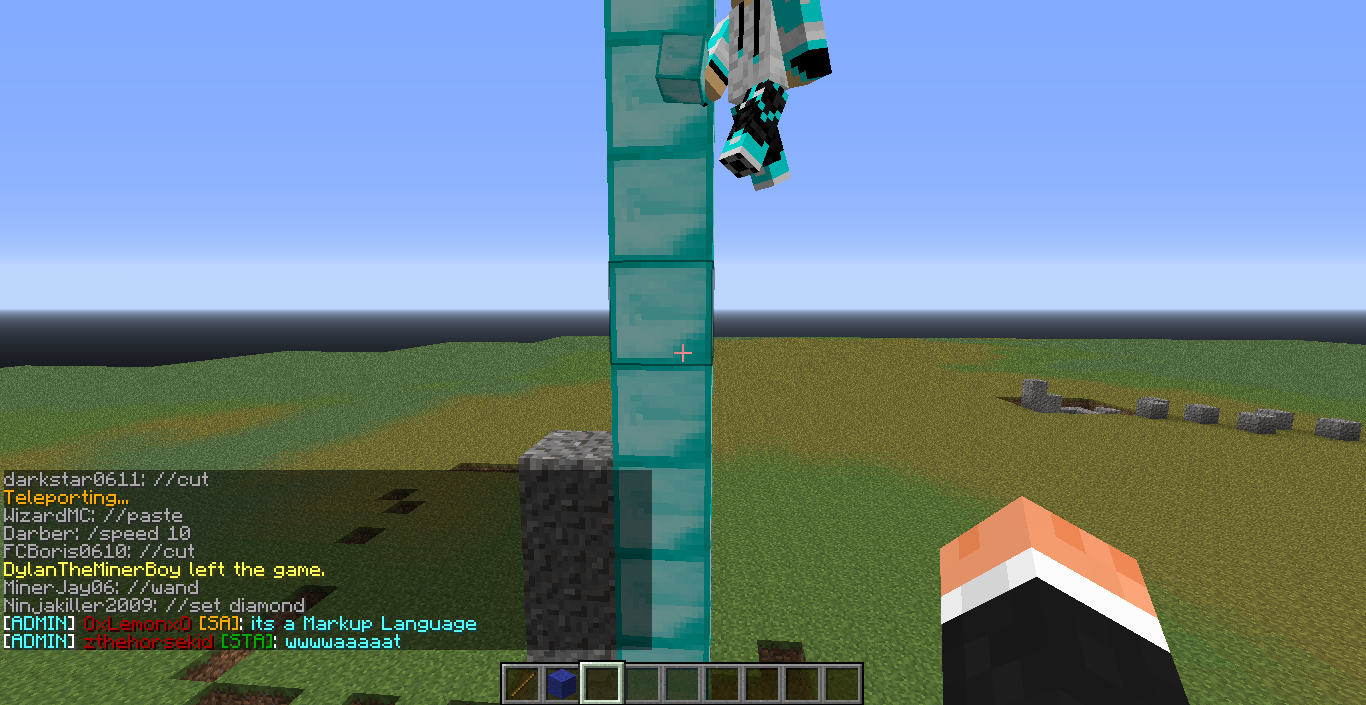 darkstar0611: //cut
Teleporting...
WizardMC: //paste
Darber: /speed 10
FCBoris0610: //cut
DylanTheMinerBoy left the game.
MinerJay06: //wand
Ninjakiller2009: //set diamond
[ADMIN] 0xLemonx0 [SA]: its a Markup Language
[ADMIN] zthehorsekid [STA]: wwwwaaaaat